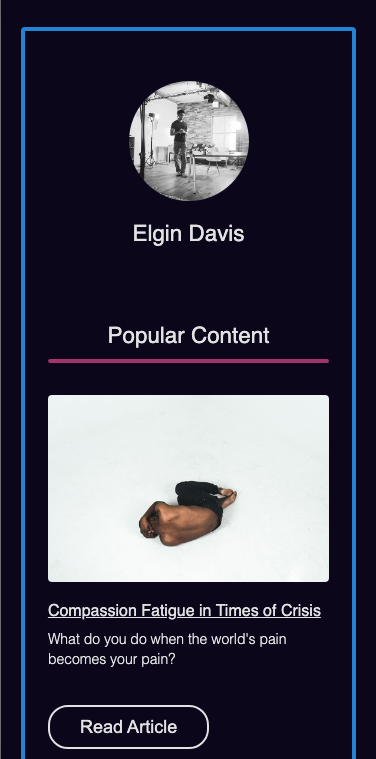 Elgin Davis
Popular Content
Compassion Fatigue in Times of Crisis
What do you do when the world's pain
becomes your pain?
Read Article